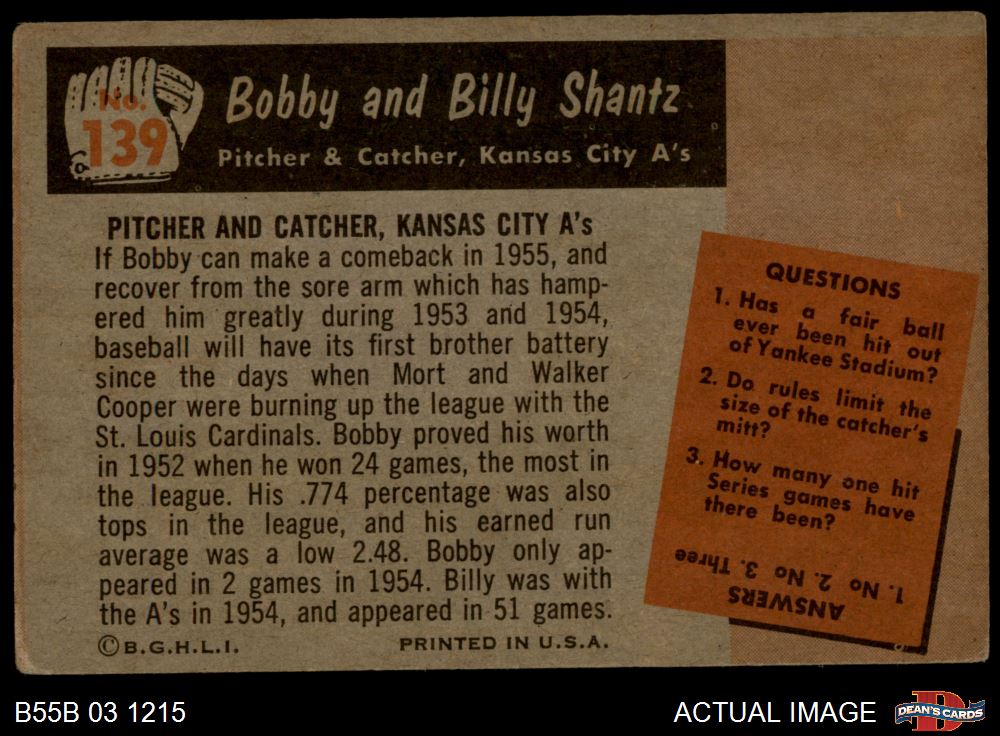 No.
139
Bobby and Billy Shantz
Pitcher & Catcher, Kansas City A's
PITCHER AND CATCHER, KANSAS CITY A's
If Bobby can make a comeback in 1955, and
recover from the sore arm which has hamp-
ered him greatly during 1953 and 1954,
baseball will have its first brother battery
since the days when Mort and Walker
Cooper were burning up the league with the
St. Louis Cardinals. Bobby proved his worth
in 1952 when he won 24 games, the most in
the league. His .774 percentage was also
tops in the league, and his earned run
average was a low 2.48. Bobby only ap-
peared in 2 games in 1954. Billy was with
the A's in 1954, and appeared in 51 games.
©B.G.H.L.I. PRINTED IN U.S.A.
QUESTIONS
1. Has a fair ball
ever been hit out
of Yankee Stadium?
2. Do rules limit the
size of the catcher's
mitt?
3. How many one hit
Series games have
there been?
ANSWERS
1. No 2. No 3. Three
B55B 03 1215
ACTUAL IMAGE
DEAN'S CARDS